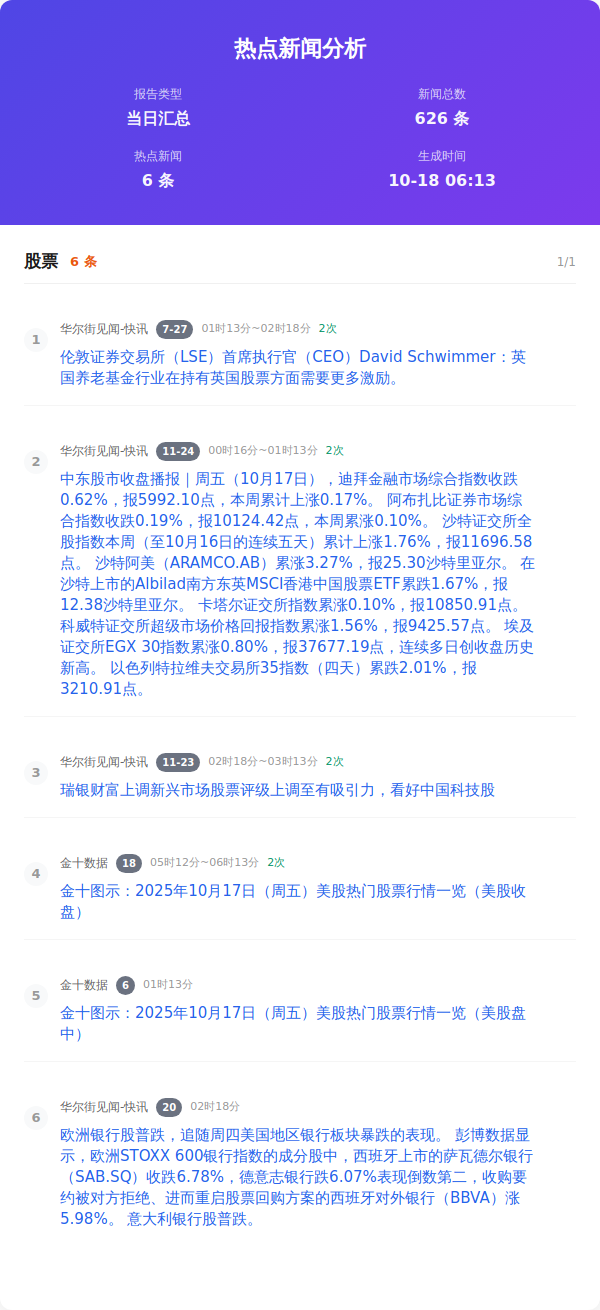 热点新闻分析
报告类型
新闻总数
当日汇总
626 条
热点新闻
生成时间
6 条
10-18 06:13
股票 6 条 1/1
1
华尔街见闻-快讯 7-27 01时13分~02时18分 2次
伦敦证券交易所（LSE）首席执行官（CEO）David Schwimmer：英
国养老基金行业在持有英国股票方面需要更多激励。
2
华尔街见闻-快讯 11-24 00时16分~01时13分 2次
中东股市收盘播报｜周五（10月17日），迪拜金融市场综合指数收跌
0.62%，报5992.10点，本周累计上涨0.17%。 阿布扎比证券市场综
合指数收跌0.19%，报10124.42点，本周累涨0.10%。 沙特证交所全
股指数本周（至10月16日的连续五天）累计上涨1.76%，报11696.58
点。 沙特阿美（ARAMCO.AB）累涨3.27%，报25.30沙特里亚尔。 在
沙特上市的Albilad南方东英MSCI香港中国股票ETF累跌1.67%，报
12.38沙特里亚尔。 卡塔尔证交所指数累涨0.10%，报10850.91点。
科威特证交所超级市场价格回报指数累涨1.56%，报9425.57点。 埃及
证交所EGX 30指数累涨0.80%，报37677.19点，连续多日创收盘历史
新高。 以色列特拉维夫交易所35指数（四天）累跌2.01%，报
3210.91点。
3
华尔街见闻-快讯 11-23 02时18分~03时13分 2次
瑞银财富上调新兴市场股票评级上调至有吸引力，看好中国科技股
4
金十数据 18 05时12分~06时13分 2次
金十图示：2025年10月17日（周五）美股热门股票行情一览（美股收
盘）
5
金十数据 6 01时13分
金十图示：2025年10月17日（周五）美股热门股票行情一览（美股盘
中）
6
华尔街见闻-快讯 20 02时18分
欧洲银行股普跌，追随周四美国地区银行板块暴跌的表现。 彭博数据显
示，欧洲STOXX 600银行指数的成分股中，西班牙上市的萨瓦德尔银行
（SAB.SQ）收跌6.78%，德意志银行跌6.07%表现倒数第二，收购要
约被对方拒绝、进而重启股票回购方案的西班牙对外银行（BBVA）涨
5.98%。 意大利银行股普跌。